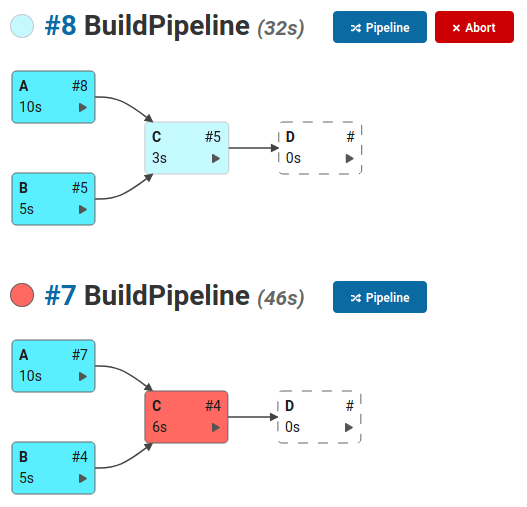 #8 BuildPipeline (32s)
Pipeline
Abort
A #8
10s
B #5
5s
C #5
3s
D #
0s
#7 BuildPipeline (46s)
Pipeline
A #7
10s
B #4
5s
C #4
6s
D #
0s